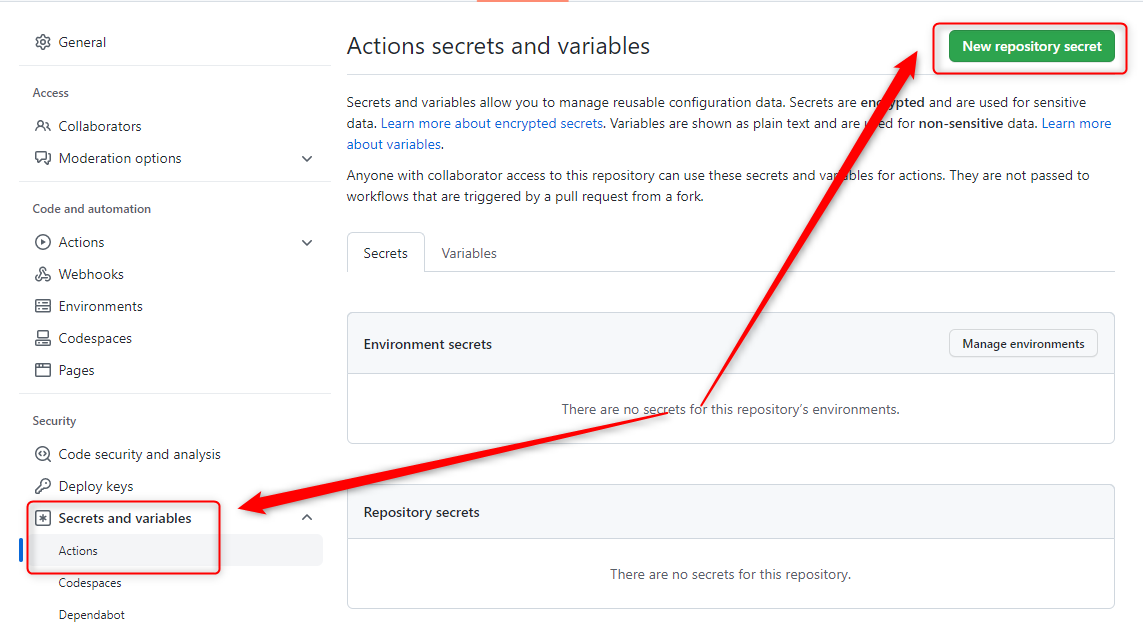 General
Access
Collaborators
Moderation options
Code and automation
Actions
Webhooks
Environments
Codespaces
Pages
Security
Code security and analysis
Deploy keys
Secrets and variables
Actions
Codespaces
Dependabot
Actions secrets and variables
New repository secret
Secrets and variables allow you to manage reusable configuration data. Secrets are encrypted and are used for sensitive
data. Learn more about encrypted secrets. Variables are shown as plain text and are used for non-sensitive data. Learn more
about variables.
Anyone with collaborator access to this repository can use these secrets and variables for actions. They are not passed to
workflows that are triggered by a pull request from a fork.
Secrets
Variables
Environment secrets
Manage environments
There are no secrets for this repository’s environments.
Repository secrets
There are no secrets for this repository.